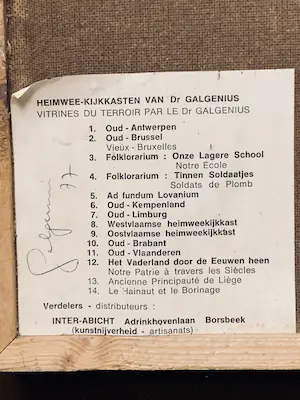 HEIMWEE-KIJKKASTEN VAN Dr GALGENIUS
VITRINES DU TERROIR PAR LE Dr GALGENIUS
1. Oud - Antwerpen
2. Oud - Brussel
Vieux - Bruxelles
3. Folklorarium : Onze Lagere School
Notre École
4. Folklorarium : Tinnen Soldaatjes
Soldats de Plomb
5. Ad fundum Lovanium
6. Oud - Kempenland
7. Oud - Limburg
8. Westvlaamse heimweekijkkast
9. Oostvlaamse heimweekijkkast
10. Oud - Brabant
11. Oud - Vlaanderen
12. Het Vaderland door de Eeuwen heen
Notre Patrie à travers les Siècles
13. Ancienne Principauté de Liège
14. Le Hainaut et le Borinage
Verdelers - distributeurs :
INTER-ABICHT Adrinkhovenlaan Borsbeek
(kunstnijverheid - artisanats)
77